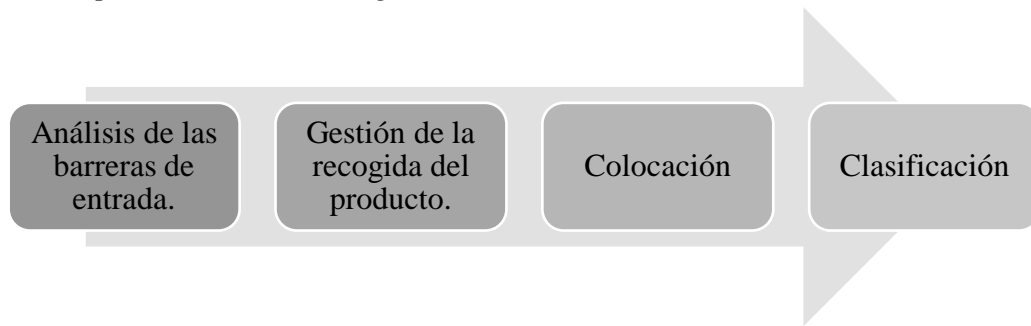 Análisis de las
barreras de
entrada.
Gestión de la
recogida del
producto.
Colocación
Clasificación